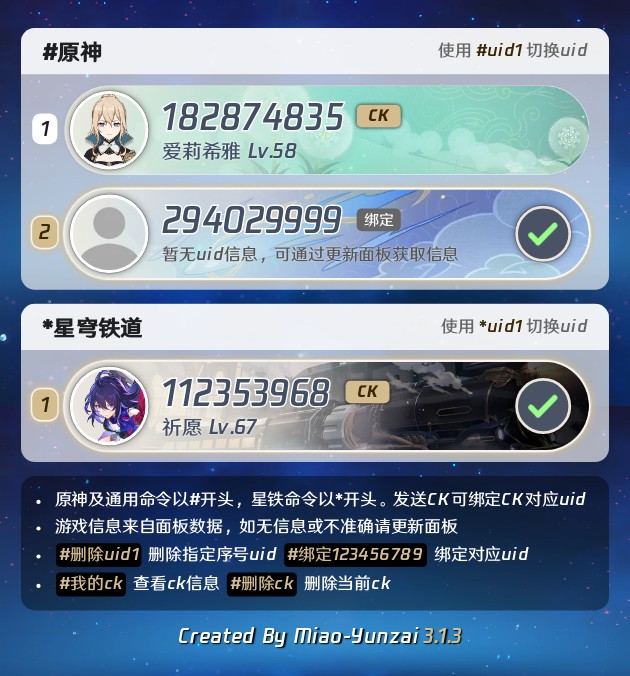 #原神
使用 #uid1 切换uid
1
182874835 CK
爱莉希雅 Lv.58
2
294029999 绑定
暂无uid信息，可通过更新面板获取信息
*星穹铁道
使用 *uid1 切换uid
1
112353968 CK
祈愿 Lv.67
• 原神及通用命令以#开头，星铁命令以*开头。发送CK可绑定CK对应uid
• 游戏信息来自面板数据，如无信息或不准确请更新面板
• #删除uid1 删除指定序号uid #绑定123456789 绑定对应uid
• #我的ck 查看ck信息 #删除ck 删除当前ck
Created By Miao-Yunzai 3.1.3